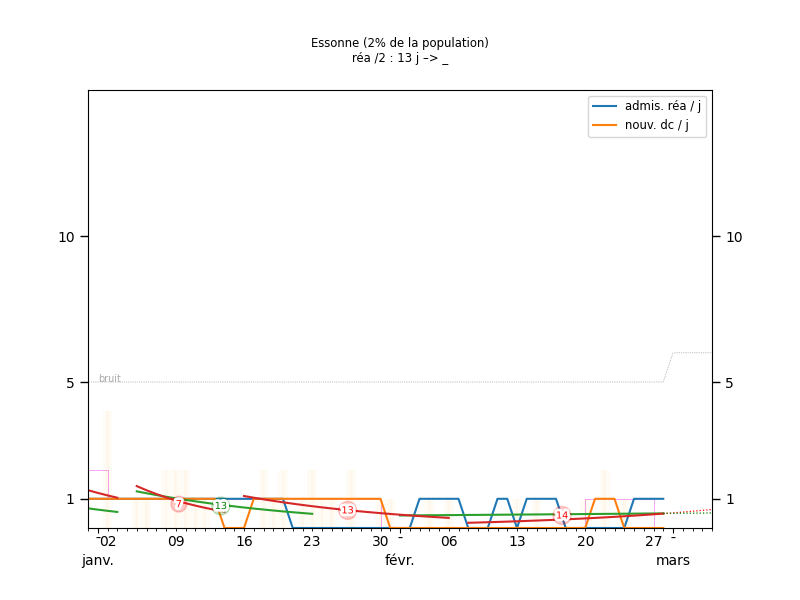 Essonne (2% de la population)
réa /2 : 13 j –> _
admis. réa / j
nouv. dc / j
10 10
bruit
5 5
1 1
7 13 13 14
02 09 16 23 30 06 13 20 27
janv. févr. mars